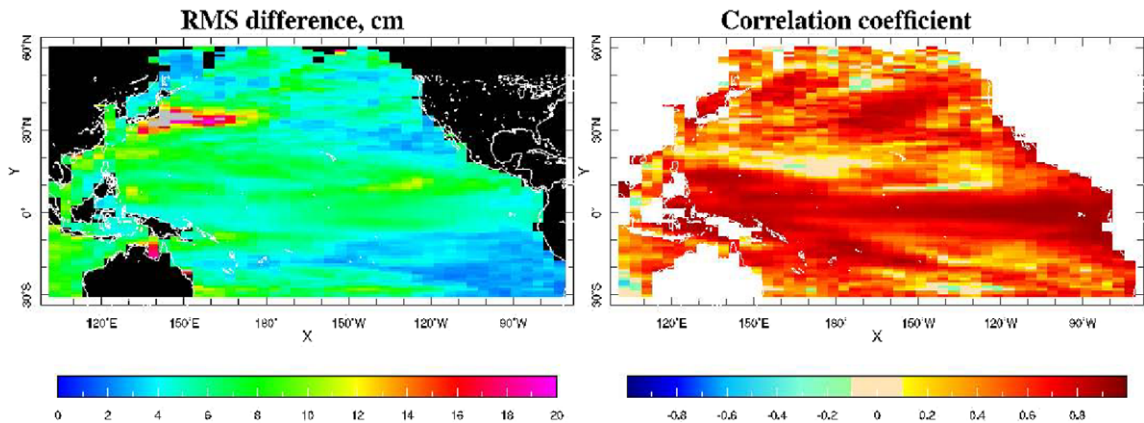 RMS difference, cm
Correlation coefficient
60°N
30°N
0°
30°S
Y
120°E 150°E 180° 150°W 120°W 90°W
X
60°N
30°N
0°
30°S
Y
120°E 150°E 180° 150°W 120°W 90°W
X
0 2 4 6 8 10 12 14 16 18 20
-0.8 -0.6 -0.4 -0.2 0 0.2 0.4 0.6 0.8